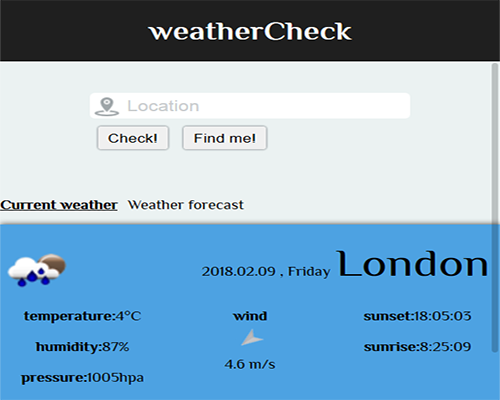 weatherCheck
Location
Check! Find me!
Current weather Weather forecast
2018.02.09 , Friday London
temperature:4°C wind sunset:18:05:03
humidity:87% sunrise:8:25:09
4.6 m/s
pressure:1005hpa